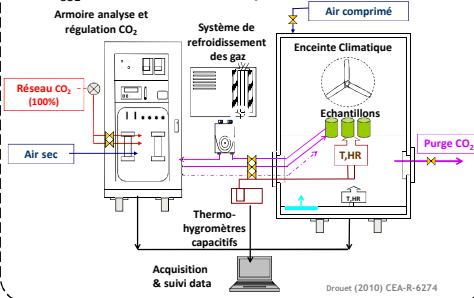 Armoire analyse et
régulation CO₂
Système de
refroidissement
des gaz
Air comprimé
Enceinte Climatique
Réseau CO₂
(100%)
Echantillons
Air sec
T,HR
Purge CO₂
T,HR
Thermo-
hygromètres
capacitifs
Acquisition
& suivi data
Drouet (2010) CEA-R-6274